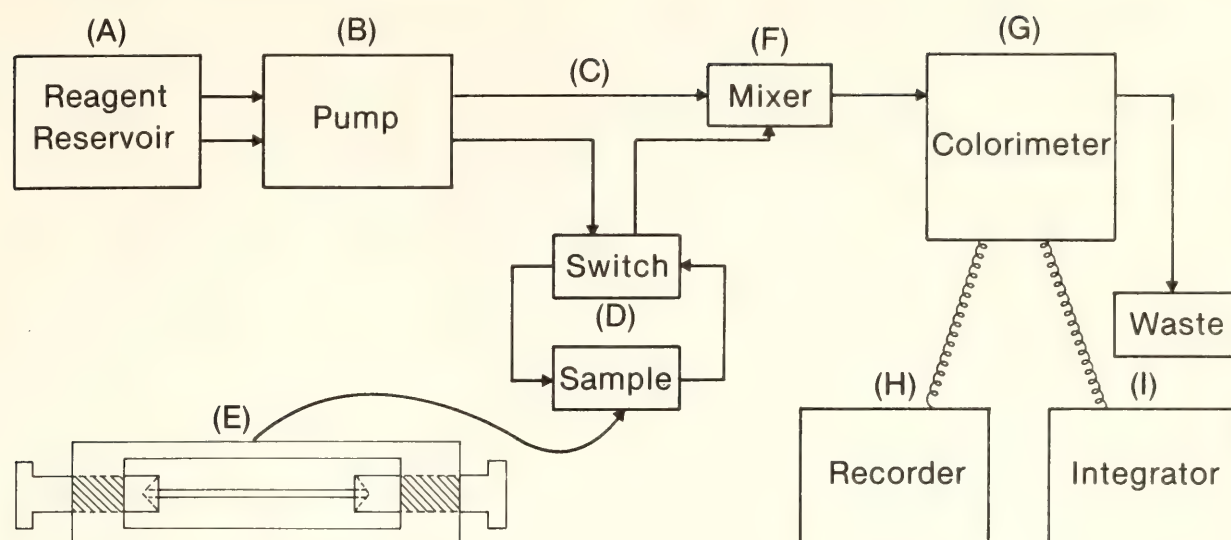 (A)
(B)
(C)
(F)
(G)
Reagent
Reservoir
Pump
Mixer
Colorimeter
Switch
(D)
Sample
Waste
(E)
(H)
(I)
Recorder
Integrator